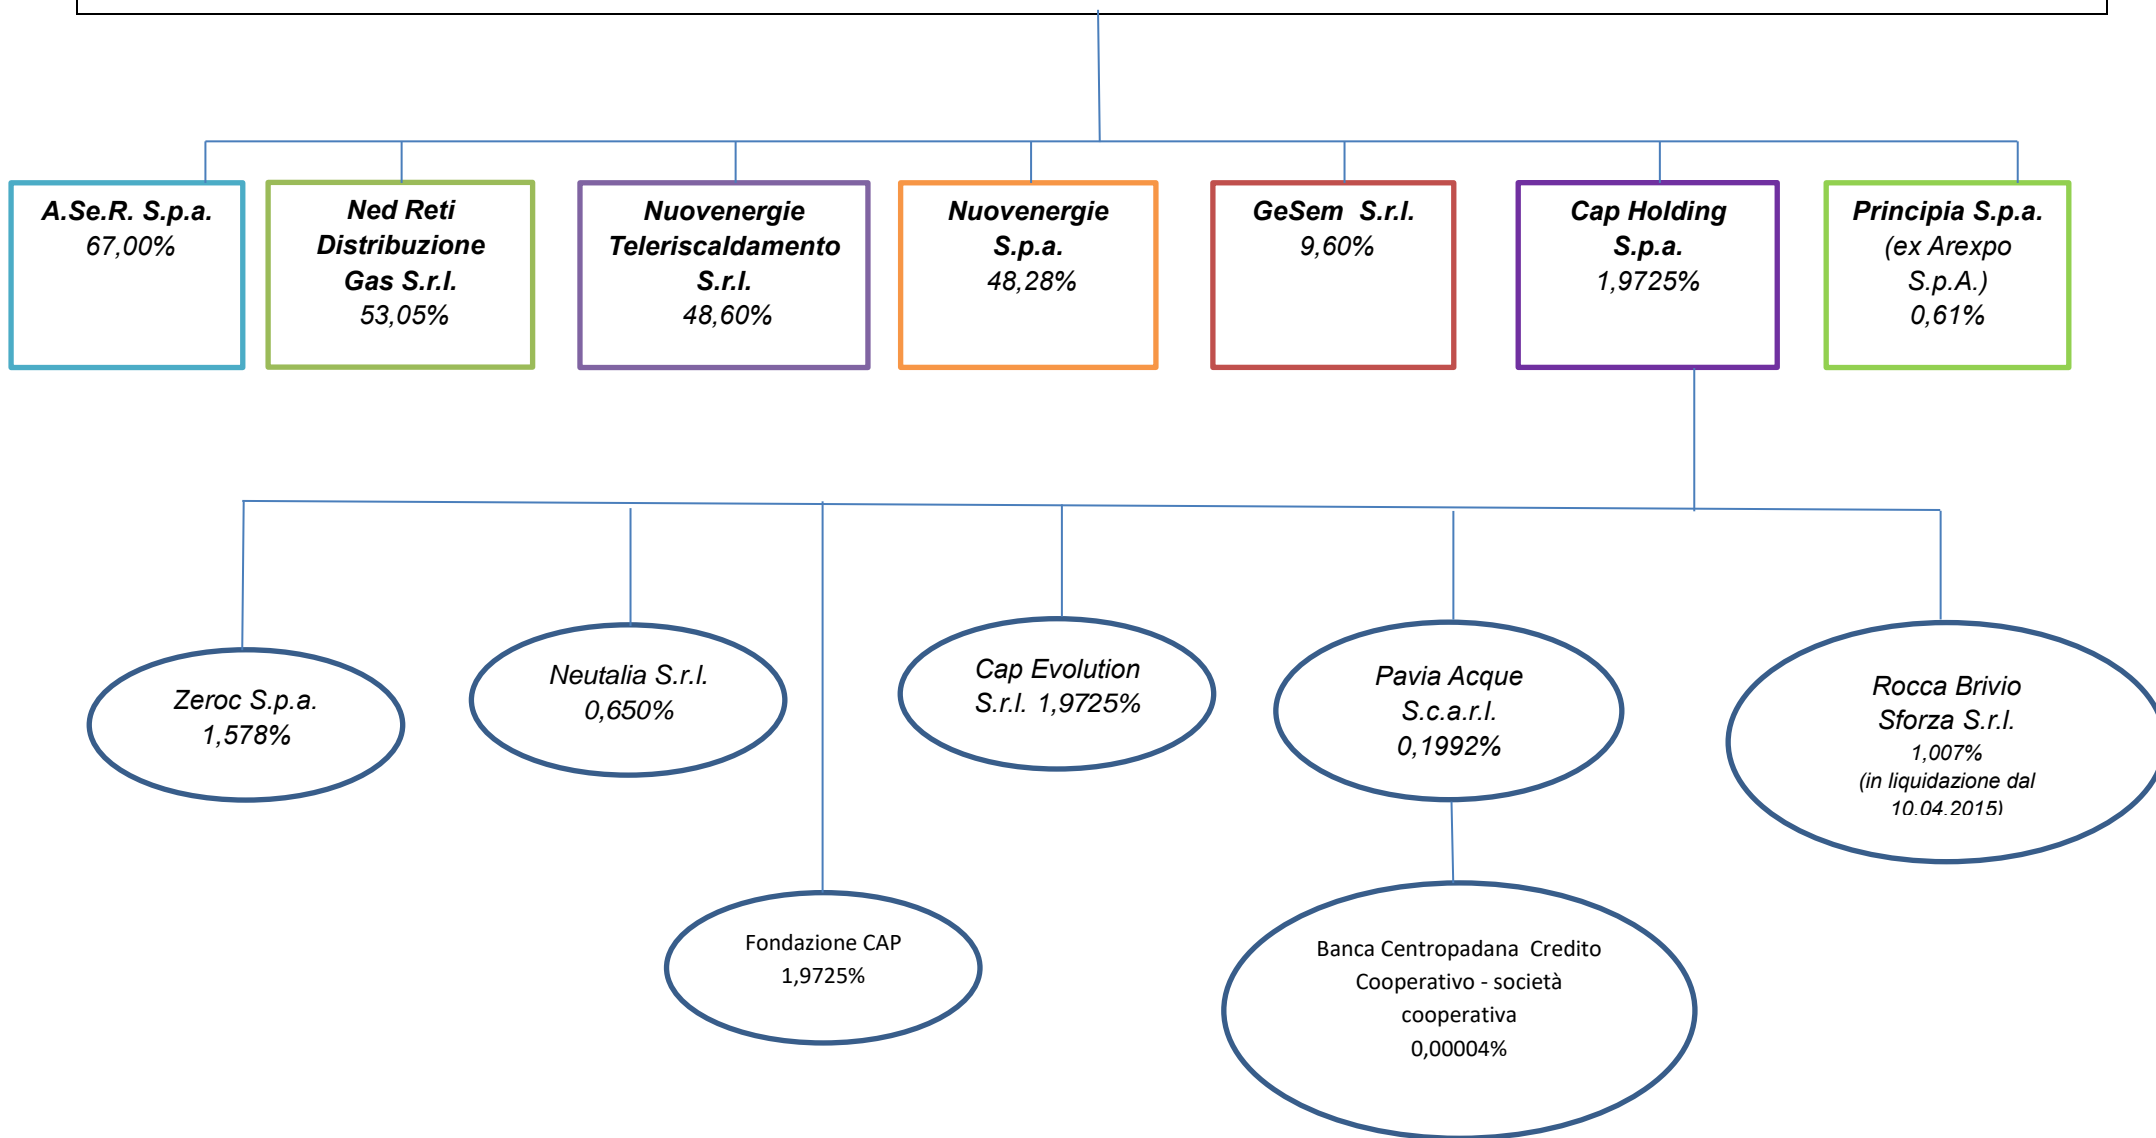 A.Se.R. S.p.a.
67,00%
Ned Reti
Distribuzione
Gas S.r.l.
53,05%
Nuovenergie
Teleriscaldamento
S.r.l.
48,60%
Nuovenergie
S.p.a.
48,28%
GeSem S.r.l.
9,60%
Cap Holding
S.p.a.
1,9725%
Principia S.p.a.
(ex Arexpo
S.p.A.)
0,61%
Zeroc S.p.a.
1,578%
Neutalia S.r.l.
0,650%
Cap Evolution
S.r.l. 1,9725%
Pavia Acque
S.c.a.r.l.
0,1992%
Rocca Brivio
Sforza S.r.l.
1,007%
(in liquidazione dal
10.04.2015)
Fondazione CAP
1,9725%
Banca Centropadana Credito
Cooperativo - società
cooperativa
0,00004%